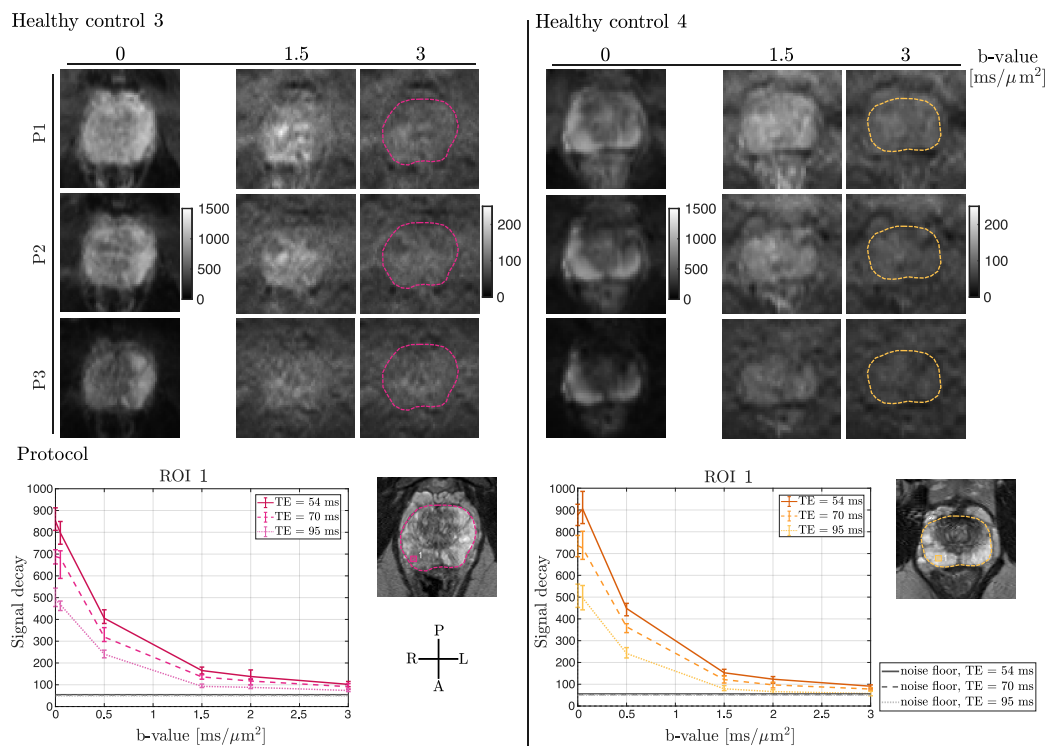 Healthy control 3
0 1.5 3
P1
P2
P3
1500
1000
500
0
200
100
0
Healthy control 4
0 1.5 3
b-value
[ms/μm²]
1500
1000
500
0
200
100
0
Protocol
ROI 1
1000
900
800
700
600
500
400
300
200
100
0
Signal decay
TE = 54 ms
TE = 70 ms
TE = 95 ms
0 0.5 1 1.5 2 2.5 3
b-value [ms/μm²]
P
R L
A
ROI 1
1000
900
800
700
600
500
400
300
200
100
0
Signal decay
TE = 54 ms
TE = 70 ms
TE = 95 ms
0 0.5 1 1.5 2 2.5 3
b-value [ms/μm²]
noise floor, TE = 54 ms
noise floor, TE = 70 ms
noise floor, TE = 95 ms